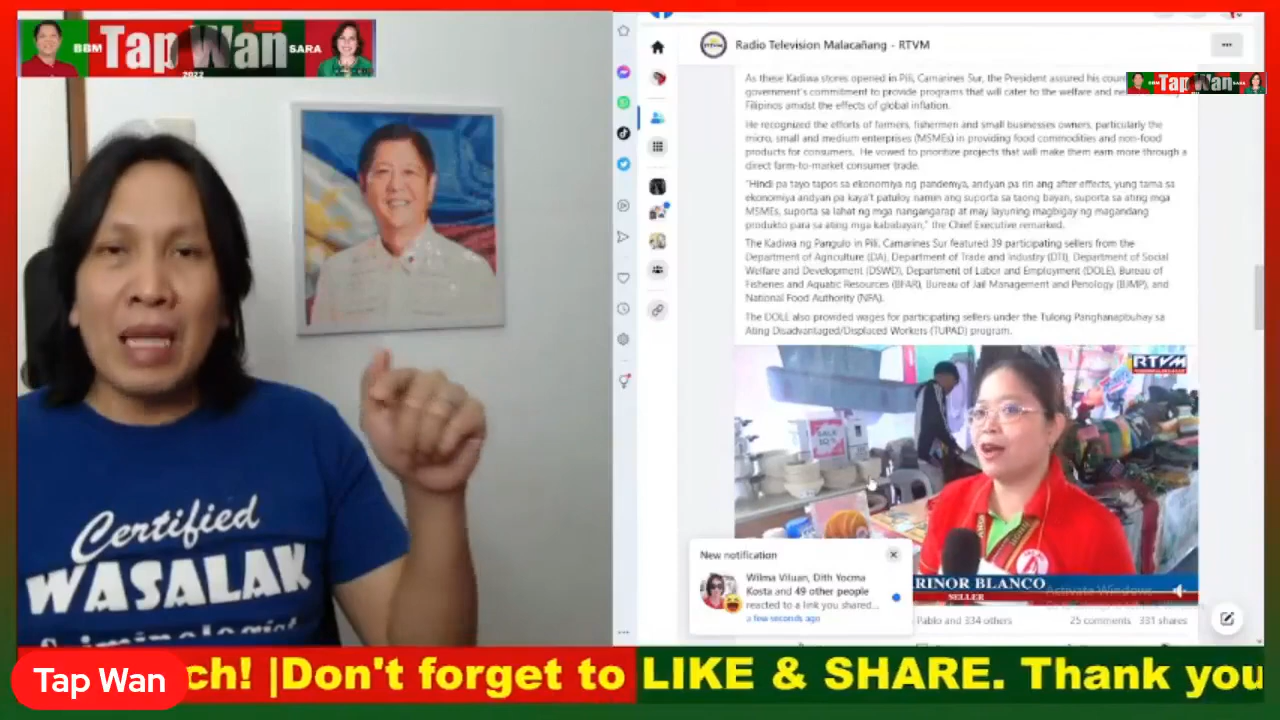 BBM Tap Wan SARA
2022
Radio Television Malacañang - RTVM
As these Kadiwa stores opened in Pili, Camarines Sur, the President assured his
government's commitment to provide programs that will cater to the welfare and
Filipinos amidst the effects of global inflation.
He recognized the efforts of farmers, fishermen and small businesses owners, particularly the
micro, small and medium enterprises (MSMEs) in providing food commodities and non-food
products for consumers. He vowed to prioritize projects that will make them earn more through a
direct farm-to-market consumer trade.
"Hindi pa tayo tapos sa ekonomiya ng pandemya, andyan pa rin ang after effects, yung tama sa
ekonomiya andyan pa kaya't patuloy namin ang suporta sa taong bayan, suporta sa ating mga
MSMEs, suporta sa lahat ng mga nangangarap at may layuning magbigay ng magandang
produkto para sa ating mga kababayan," the Chief Executive remarked.
The Kadiwa ng Pangulo in Pili, Camarines Sur featured 39 participating sellers from the
Department of Agriculture (DA), Department of Trade and Industry (DTI), Department of Social
Welfare and Development (DSWD), Department of Labor and Employment (DOLE), Bureau of
Fisheries and Aquatic Resources (BFAR), Bureau of Jail Management and Penology (BJMP), and
National Food Authority (NFA).
The DOLE also provided wages for participating sellers under the Tulong Panghanapbuhay sa
Ating Disadvantaged/Displaced Workers (TUPAD) program.
Tap Wan
RTVM
SALE
New notification
Wilma Viluan, Dith Yocma
Kosta and 49 other people
reacted to a link you shared...
a few seconds ago
RINOR BLANCO
SELLER
Activate Windows
Pablo and 334 others
25 comments 331 shares
Certified
WASALAK
Tap Wan
ch! |Don't forget to LIKE & SHARE. Thank you